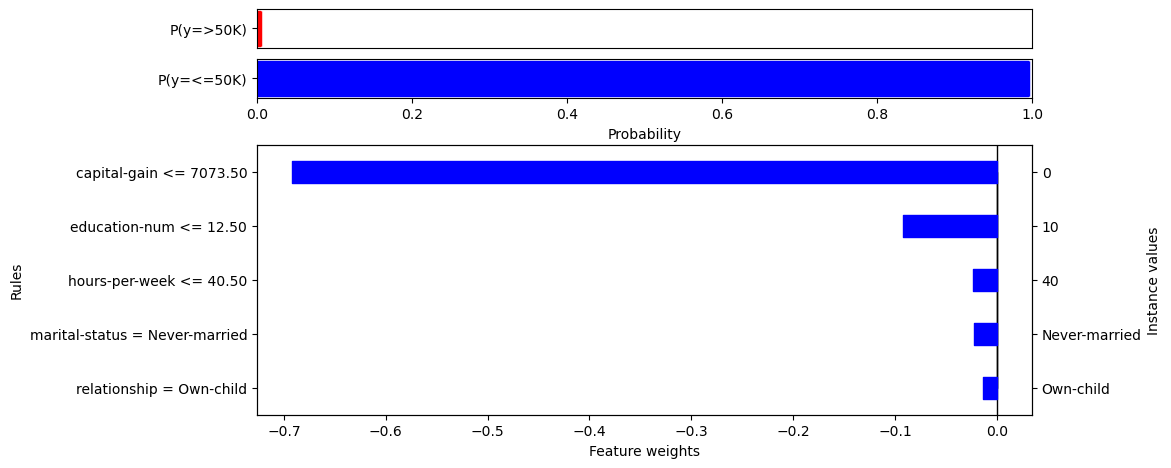 P(y=>50K)
P(y=<=50K)
0.0 0.2 0.4 0.6 0.8 1.0
Probability
capital-gain <= 7073.50 0
education-num <= 12.50 10
hours-per-week <= 40.50 40
marital-status = Never-married Never-married
relationship = Own-child Own-child
Rules
Instance values
−0.7 −0.6 −0.5 −0.4 −0.3 −0.2 −0.1 0.0
Feature weights